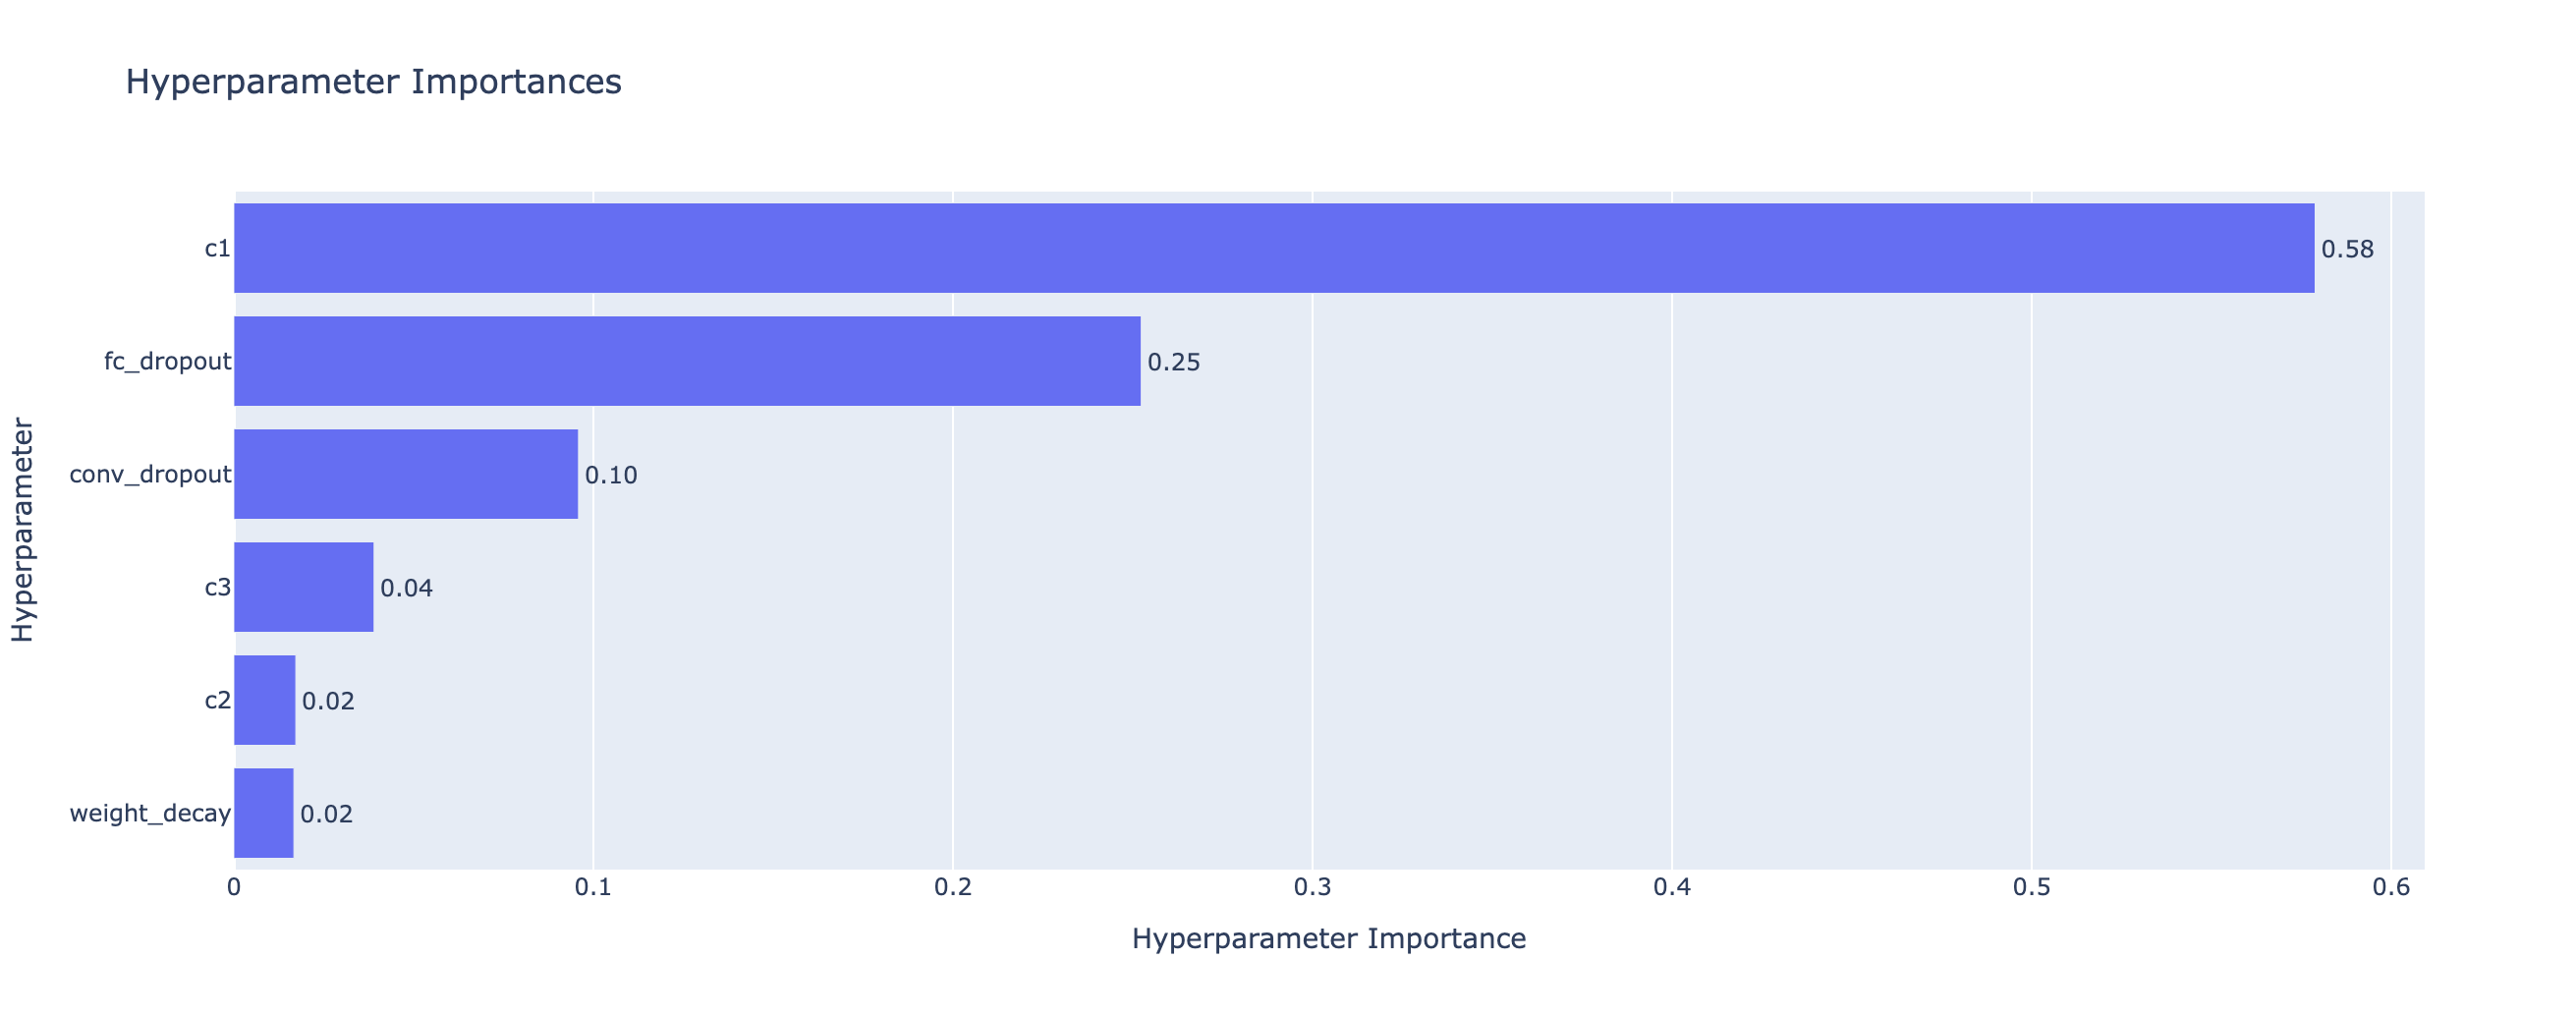 Hyperparameter Importances
Hyperparameter
c1
0.58
fc_dropout
0.25
conv_dropout
0.10
c3
0.04
c2
0.02
weight_decay
0.02
0 0.1 0.2 0.3 0.4 0.5 0.6
Hyperparameter Importance